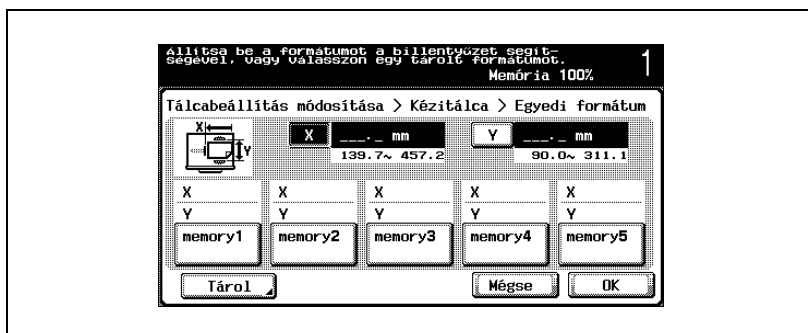 Állítsa be a formátumot a billentyűzet segít-
ségével, vagy válasszon egy tárolt formátumot.
Memória 100% 1
Tálcabeállítás módosítása > Kézitálca > Egyedi formátum
X X ___._ mm Y ___._ mm
Y 139.7~ 457.2 90.0~ 311.1
X X X X X
Y Y Y Y Y
memory1 memory2 memory3 memory4 memory5
Tárol Mégse OK